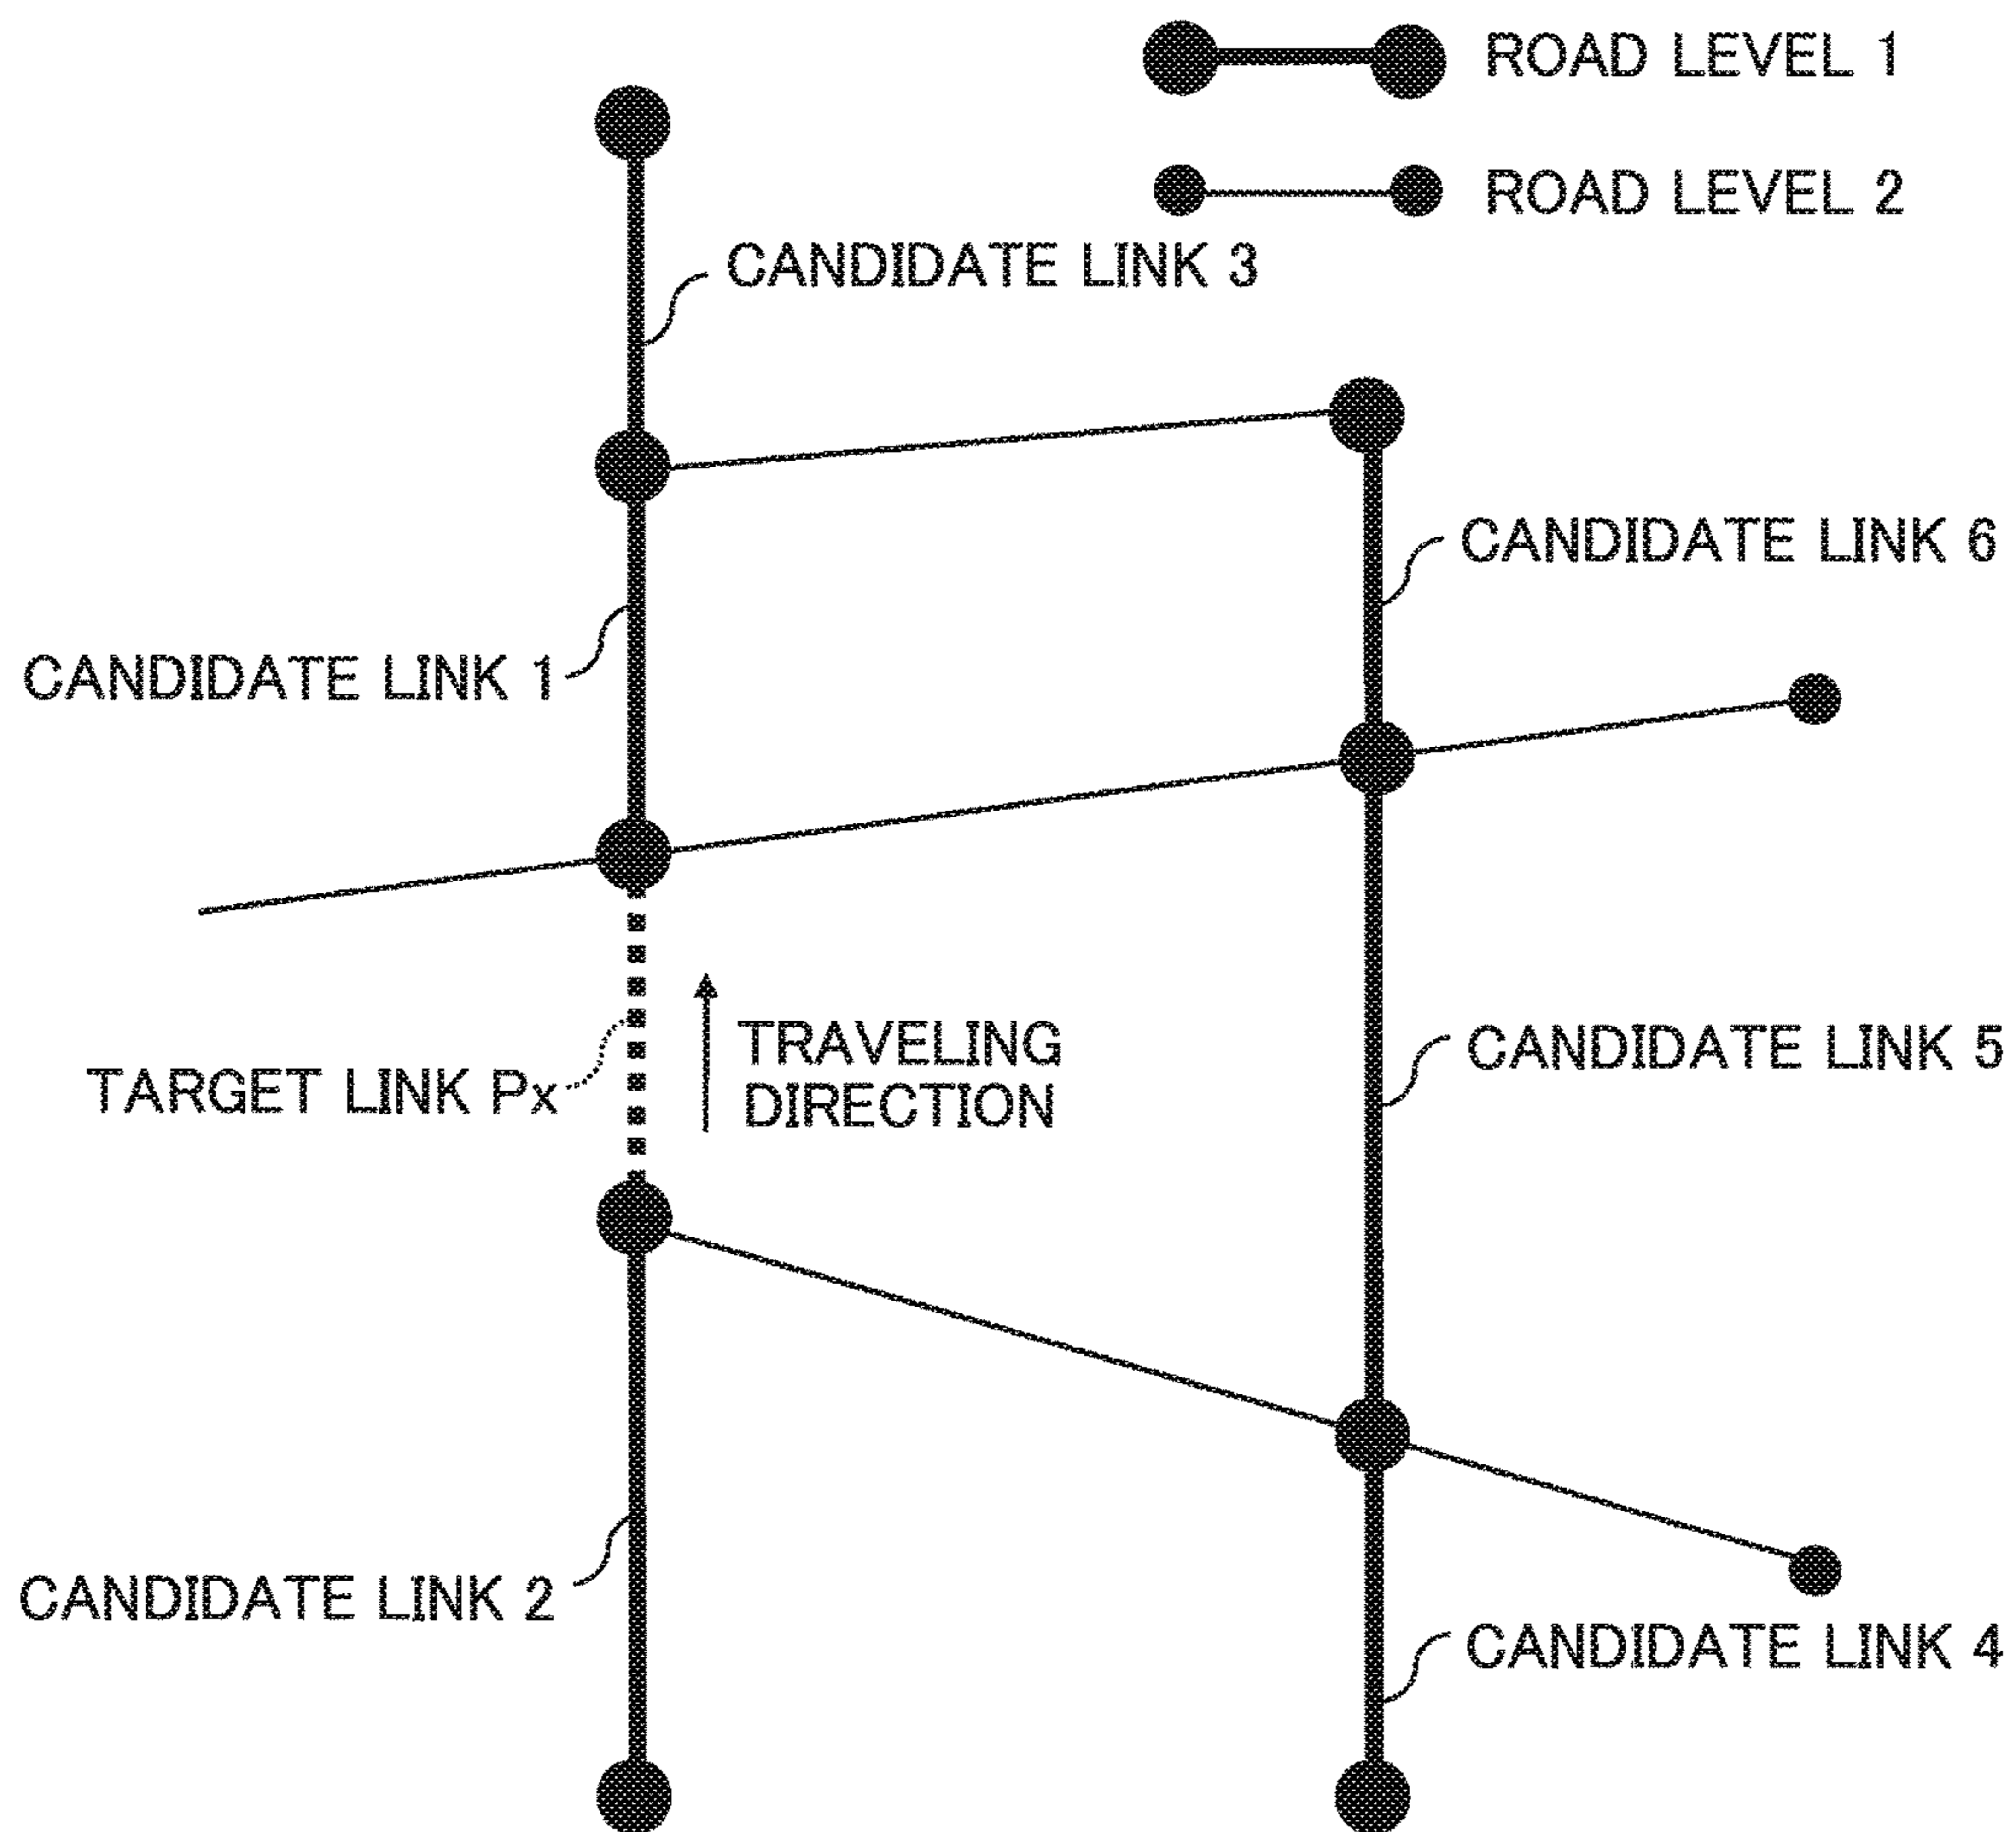 ROAD LEVEL 1
ROAD LEVEL 2
CANDIDATE LINK 3
CANDIDATE LINK 6
CANDIDATE LINK 1
TRAVELING
DIRECTION
CANDIDATE LINK 5
TARGET LINK Px
CANDIDATE LINK 2
CANDIDATE LINK 4